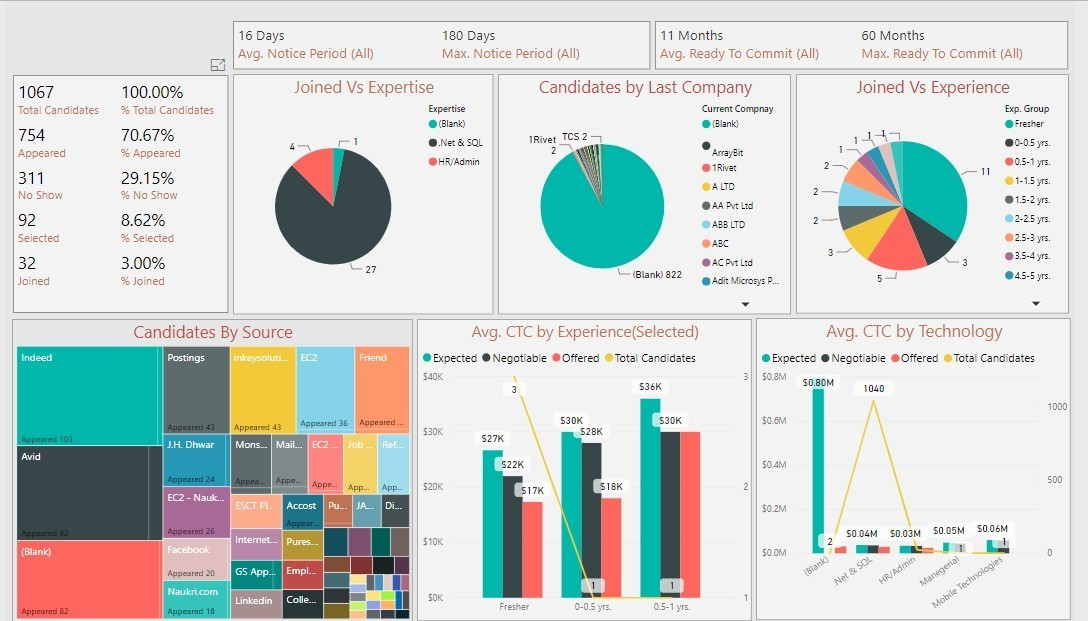 16 Days
180 Days
Avg. Notice Period (All)
Max. Notice Period (All)
11 Months
60 Months
Avg. Ready To Commit (All)
Max. Ready To Commit (All)
1067
100.00%
Total Candidates
% Total Candidates
754
70.67%
Appeared
% Appeared
311
29.15%
No Show
% No Show
92
8.62%
Selected
% Selected
32
3.00%
Joined
% Joined
Joined Vs Expertise
Expertise
(Blank)
.Net & SQL
HR/Admin
4
1
27
Candidates by Last Company
Current Compnay
(Blank)
ArrayBit
1Rivet
A LTD
AA Pvt Ltd
ABB LTD
ABC
AC Pvt Ltd
Adit Microsys P...
1Rivet
2
TCS 2
(Blank) 822
Joined Vs Experience
Exp. Group
Fresher
0-0.5 yrs.
0.5-1 yrs.
1-1.5 yrs.
1.5-2 yrs.
2-2.5 yrs.
2.5-3 yrs.
3.5-4 yrs.
4.5-5 yrs.
1
1
1
2
2
2
3
5
3
11
Candidates By Source
Indeed
Appeared 103
Avid
Appeared 92
(Blank)
Appeared 82
Postings
Appeared 43
J.H. Dhwar
Appeared 24
EC2 - Nauk...
Appeared 26
Facebook
Appeared 20
Naukri.com
Appeared 18
inkeysoluti...
Appeared 43
EC2
Appeared 36
Friend
Appeared ...
Mons...
Appe...
Mail...
Appe...
EC2 ...
Appe...
Job ...
App...
Ref...
App...
ESCT Pl...
Internet...
GS App...
Linkedin
Accost
Appear...
Pures...
Empl...
Colle...
Pu...
JA...
Di...
Avg. CTC by Experience(Selected)
Expected
Negotiable
Offered
Total Candidates
$40K
$30K
$20K
$10K
$0K
3
2
1
$27K
$22K
$17K
3
$30K
$28K
$18K
1
$36K
$30K
1
Fresher
0-0.5 yrs.
0.5-1 yrs.
Avg. CTC by Technology
Expected
Negotiable
Offered
Total Candidates
$0.8M
$0.6M
$0.4M
$0.2M
$0.0M
1000
500
0
$0.80M
1040
2
$0.04M
$0.03M
$0.05M
1
$0.06M
1
(Blank)
.Net & SQL
HR/Admin
Manegerial
Mobile Technologies